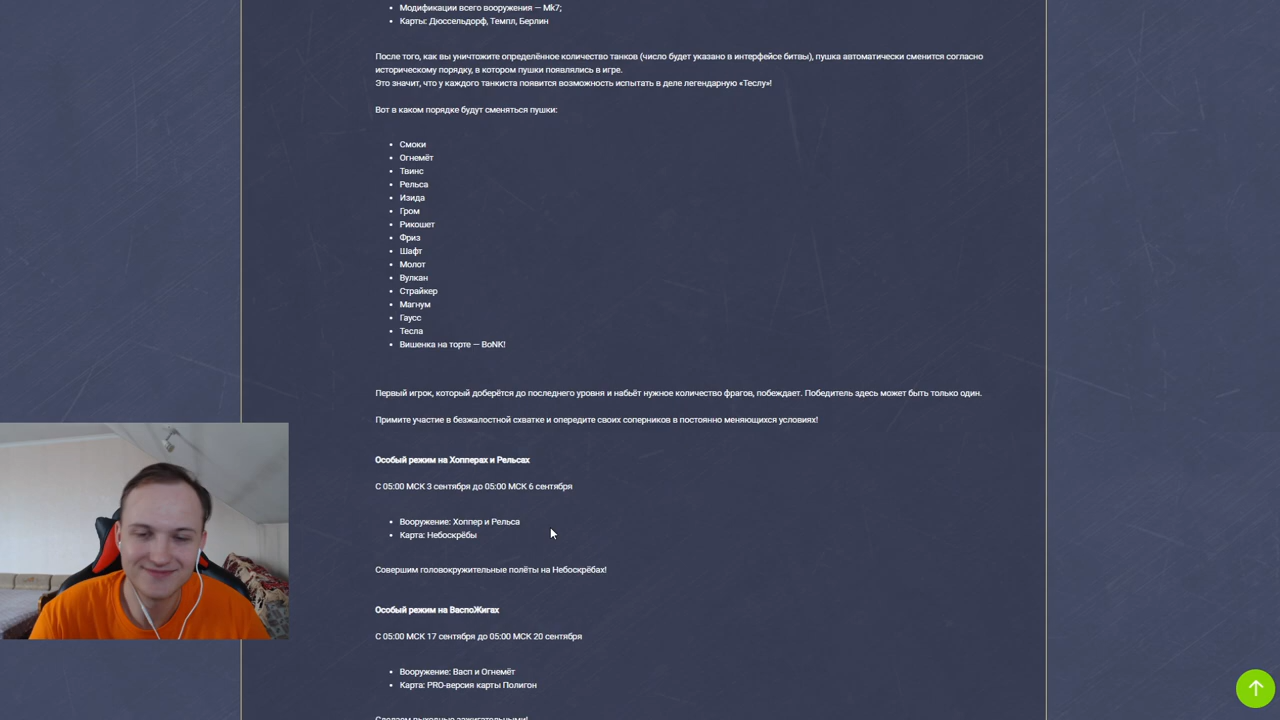 Модификации всего вооружения — Mk7;
Карты: Дюссельдорф, Темпл, Берлин
После того, как вы уничтожите определённое количество танков (число будет указано в интерфейсе битвы), пушка автоматически сменится согласно
историческому порядку, в котором пушки появлялись в игре.
Это значит, что у каждого танкиста появится возможность испытать в деле легендарную «Теслу»!
Вот в каком порядке будут сменяться пушки:
Смоки
Огнемёт
Твинс
Рельса
Изида
Гром
Рикошет
Фриз
Шафт
Молот
Вулкан
Страйкер
Магнум
Гаусс
Тесла
Вишенка на торте — BoNK!
Первый игрок, который доберётся до последнего уровня и набьёт нужное количество фрагов, побеждает. Победитель здесь может быть только один.
Примите участие в безжалостной схватке и опередите своих соперников в постоянно меняющихся условиях!
Особый режим на Хопперах и Рельсах
С 05:00 МСК 3 сентября до 05:00 МСК 6 сентября
Вооружение: Хоппер и Рельса
Карта: Небоскрёбы
Совершим головокружительные полёты на Небоскрёбах!
Особый режим на ВаспоЖигах
С 05:00 МСК 17 сентября до 05:00 МСК 20 сентября
Вооружение: Васп и Огнемёт
Карта: PRO-версия карты Полигон
Сделаем выходные зажигательными!